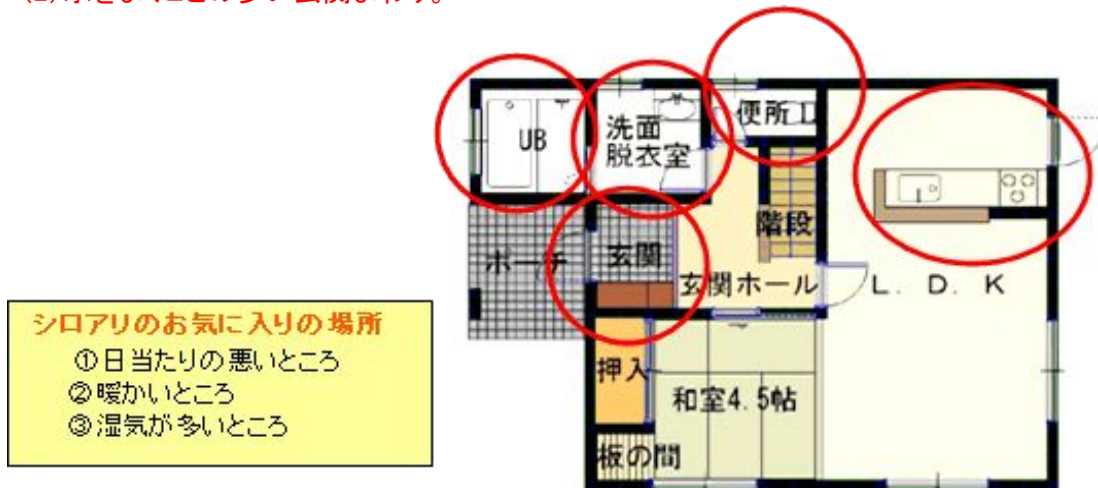 UB
洗面
脱衣室
便所
階段
ポーチ
玄関
玄関ホール
L. D. K
シロアリのお気に入りの場所
①日当たりの悪いところ
②暖かいところ
③湿気が多いところ
押入
和室4.5帖
板の間